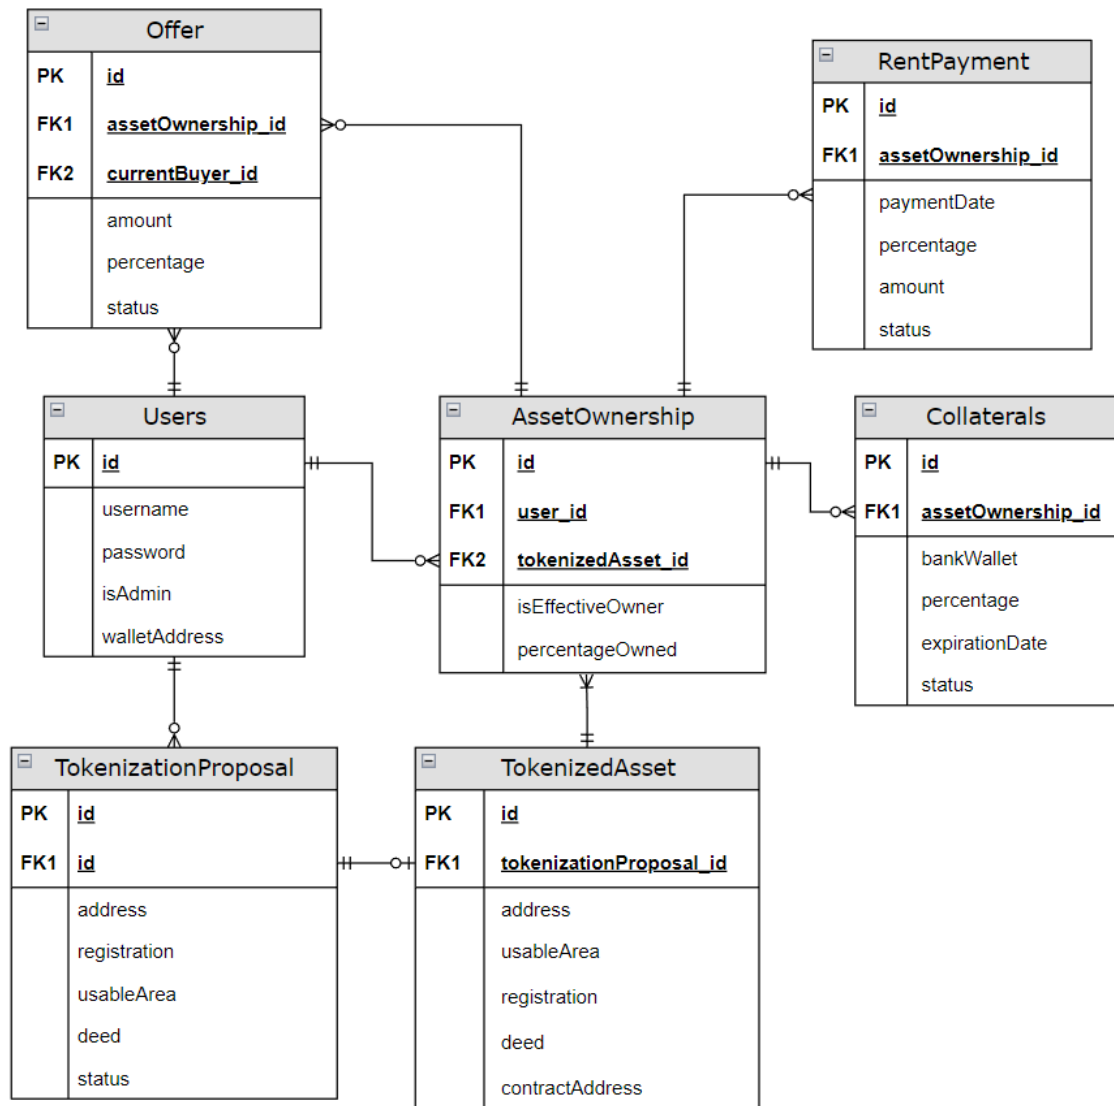 Offer
PK id
FK1 assetOwnership_id
FK2 currentBuyer_id
amount
percentage
status
RentPayment
PK id
FK1 assetOwnership_id
paymentDate
percentage
amount
status
Users
PK id
username
password
isAdmin
walletAddress
AssetOwnership
PK id
FK1 user_id
FK2 tokenizedAsset_id
isEffectiveOwner
percentageOwned
Collaterals
PK id
FK1 assetOwnership_id
bankWallet
percentage
expirationDate
status
TokenizationProposal
PK id
FK1 id
address
registration
usableArea
deed
status
TokenizedAsset
PK id
FK1 tokenizationProposal_id
address
usableArea
registration
deed
contractAddress